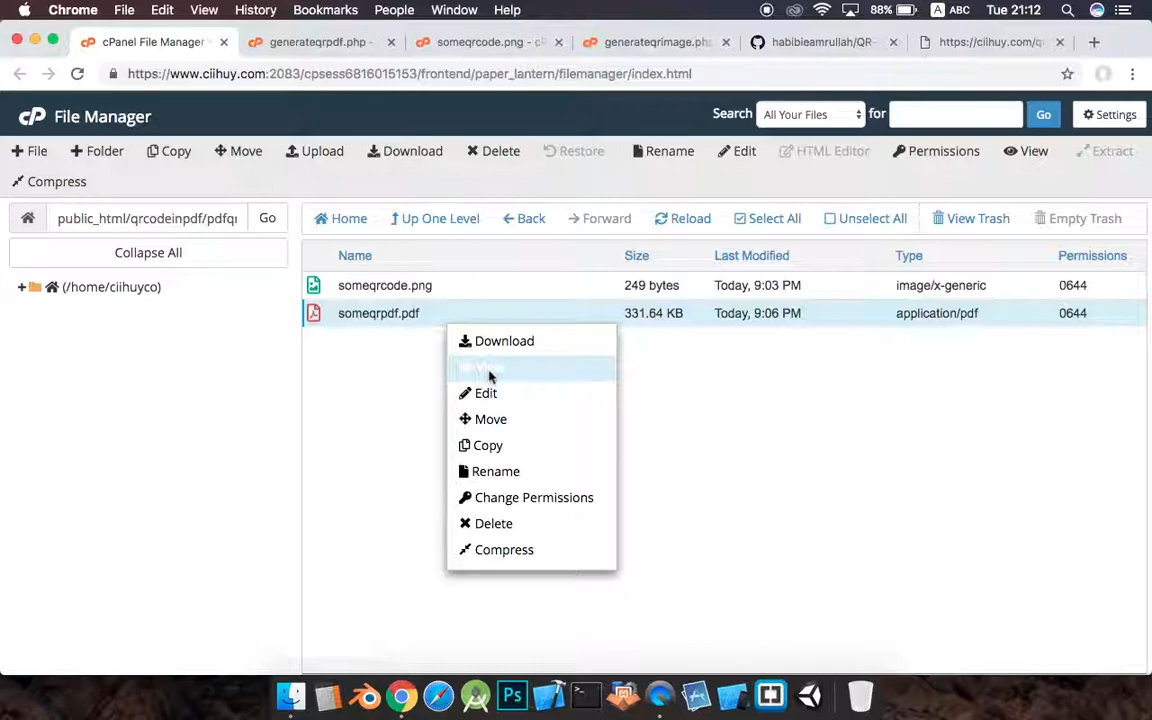 Chrome File Edit View History Bookmarks People Window Help 88% A ABC Tue 21:12
cPanel File Manager generateqrpdf.php - someqrcode.png - cP generateqrimage.php habibieamrullah/QR- https://ciihuy.com/q
https://www.ciihuy.com:2083/cpsess6816015153/frontend/paper_lantern/filemanager/index.html
cP File Manager Search All Your Files for Go Settings
File Folder Copy Move Upload Download Delete Restore Rename Edit HTML Editor Permissions View Extract
Compress
public_html/qrcodeinpdf/pdfqr Go Home Up One Level Back Forward Reload Select All Unselect All View Trash Empty Trash
Collapse All Name Size Last Modified Type Permissions
(/home/ciihuyco) someqrcode.png 249 bytes Today, 9:03 PM image/x-generic 0644
someqrpdf.pdf 331.64 KB Today, 9:06 PM application/pdf 0644
Download
Edit
Move
Copy
Rename
Change Permissions
Delete
Compress
Ps